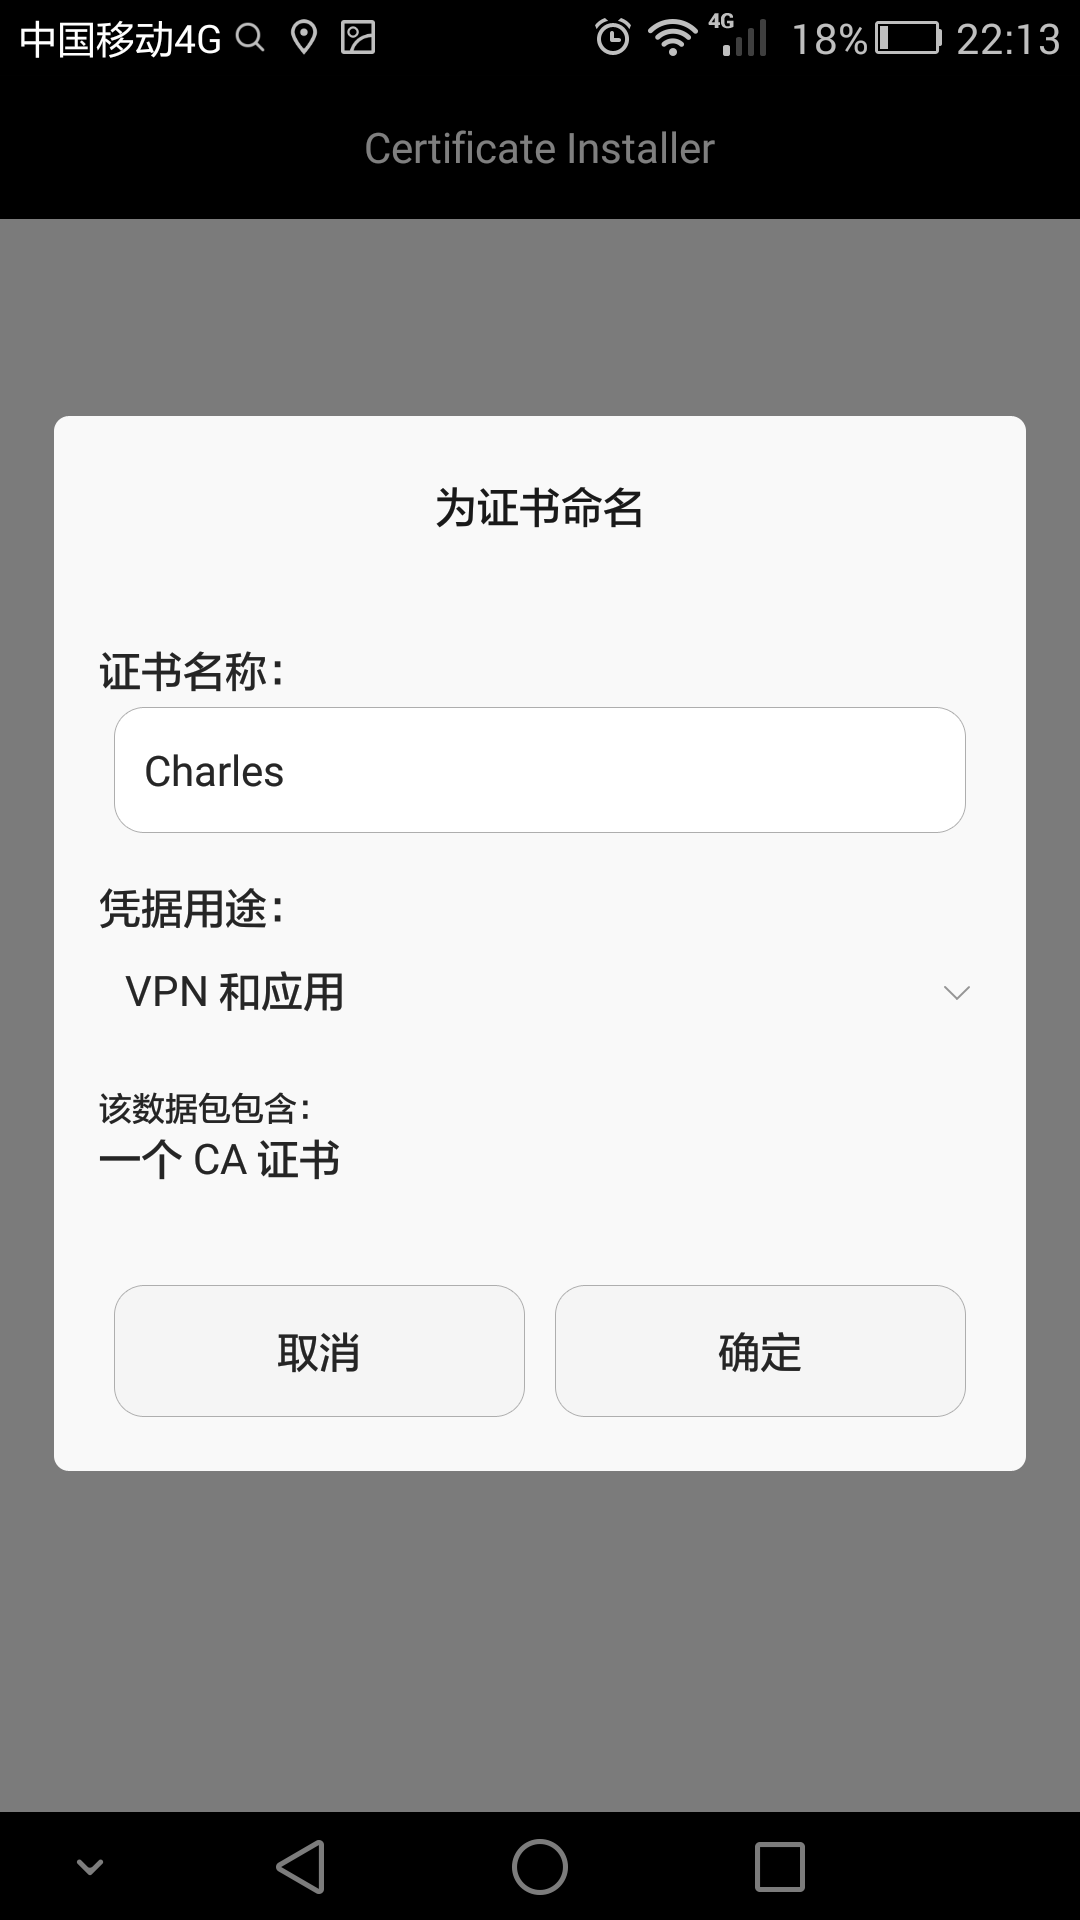 中国移动4G 4G 18% 22:13
Certificate Installer
为证书命名
证书名称：
Charles
凭据用途：
VPN 和应用
该数据包包含：
一个 CA 证书
取消 确定